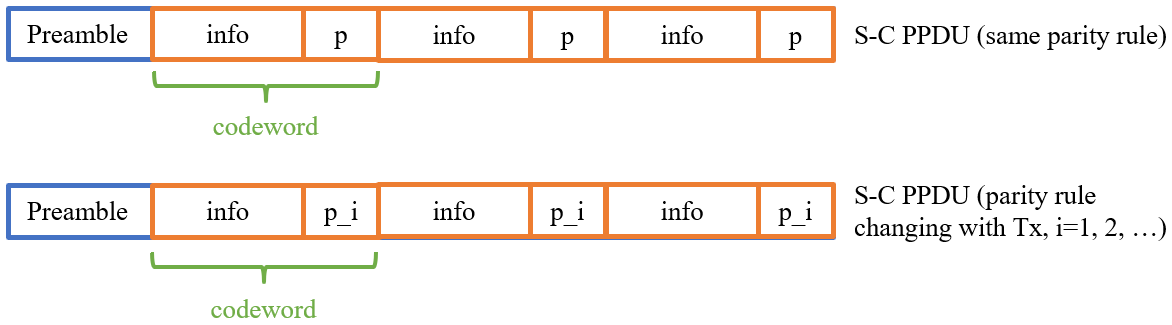 Preamble info p info p info p S-C PPDU (same parity rule)
codeword
Preamble info p_i info p_i info p_i S-C PPDU (parity rule
changing with Tx, i=1, 2, …)
codeword